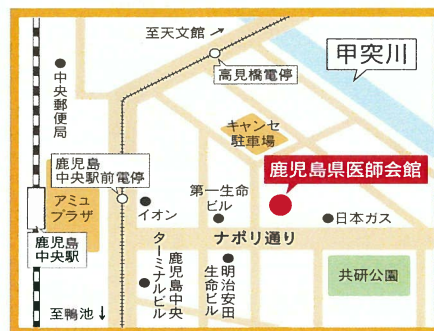 至天文館
高見橋電停
甲突川
中央郵便局
キャンセ
駐車場
鹿児島
中央駅前電停
鹿児島県医師会館
アミュ
プラザ
第一生命
ビル
イオン
日本ガス
鹿児島
中央駅
ナポリ通り
鹿児島中央
ターミナルビル
明治安田
生命ビル
共研公園
至鴨池